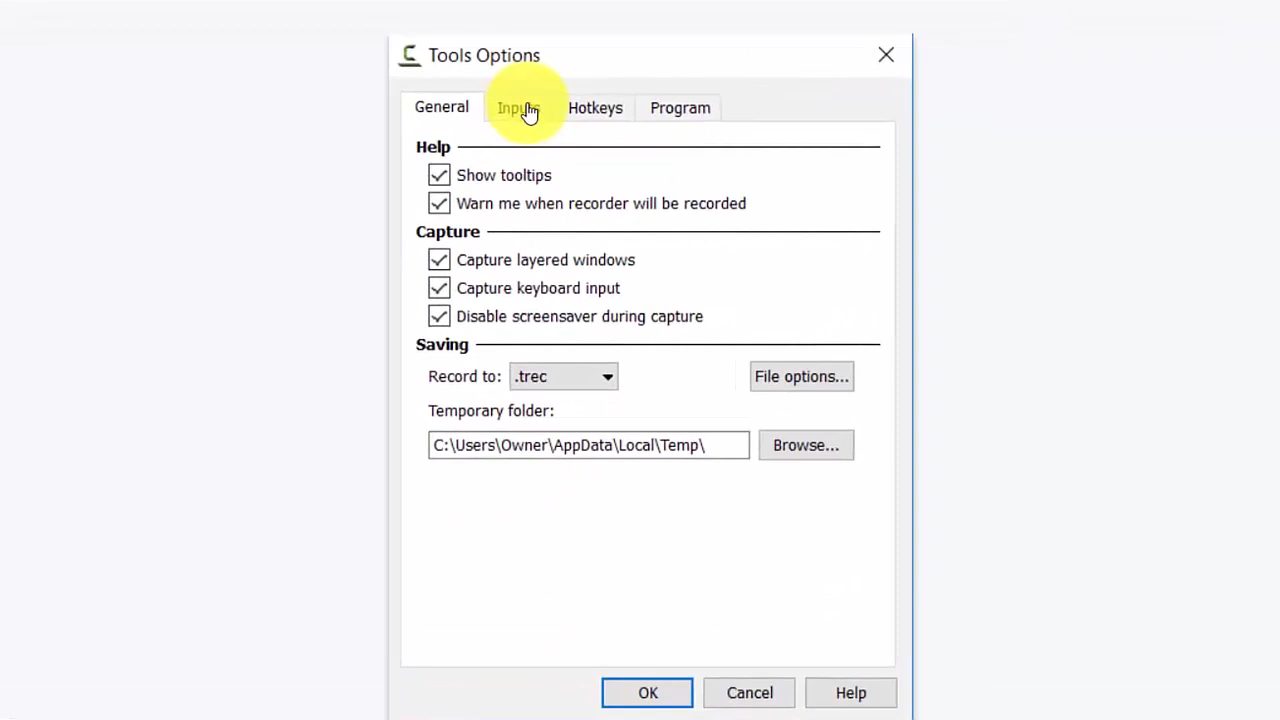 Tools Options
General Inputs Hotkeys Program
Help
Show tooltips
Warn me when recorder will be recorded
Capture
Capture layered windows
Capture keyboard input
Disable screensaver during capture
Saving
Record to: .trec File options...
Temporary folder:
C:\Users\Owner\AppData\Local\Temp\ Browse...
OK Cancel Help